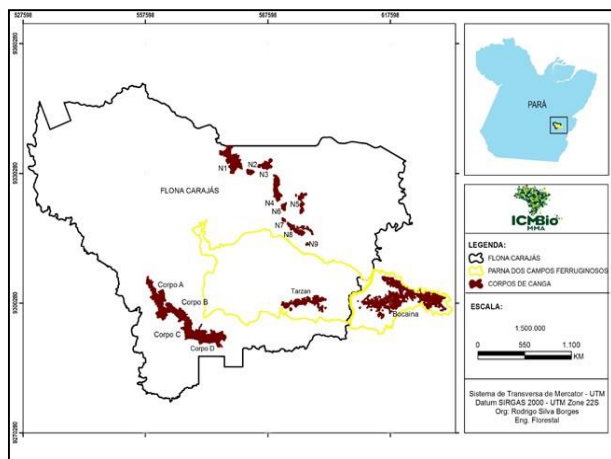 527598 557598 587598 617598
9360280
9330280
9300280
9270280
N1
N2
N3
N4
N5
N6
N7
N8
N9
FLONA CARAJÁS
Corpo A
Corpo B
Corpo C
Corpo D
Tarzan
Bocaina
PARÁ
ICMBio
MMA
LEGENDA:
FLONA CARAJÁS
PARNA DOS CAMPOS FERRUGINOSOS
CORPOS DE CANGA
ESCALA:
1:500.000
0 550 1.100
KM
Sistema de Transversa de Mercator - UTM
Datum SIRGAS 2000 - UTM Zone 22S
Org: Rodrigo Silva Borges
Eng. Florestal